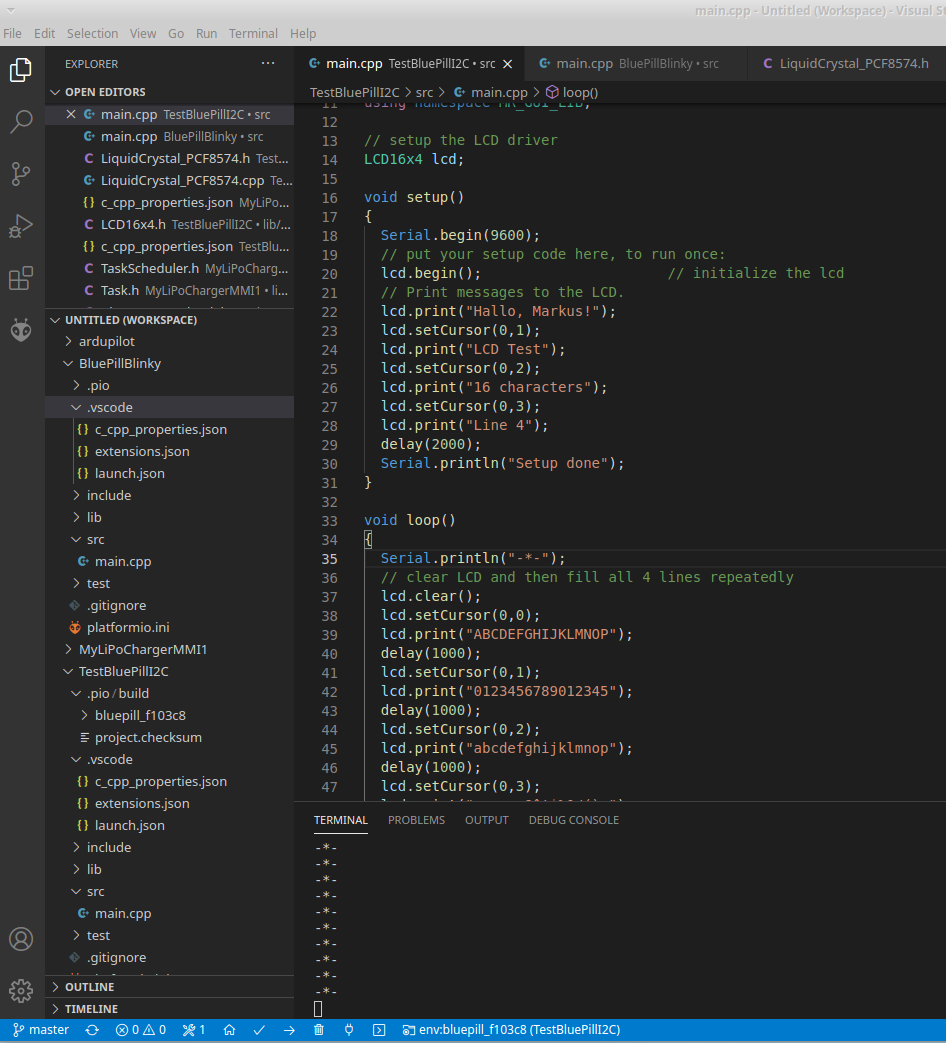 main.cpp - Untitled (Workspace) - Visual S
File Edit Selection View Go Run Terminal Help
EXPLORER
OPEN EDITORS
main.cpp TestBluePillI2C • src
main.cpp BluePillBlinky • src
LiquidCrystal_PCF8574.h Test...
LiquidCrystal_PCF8574.cpp Te...
{} c_cpp_properties.json MyLiPo...
LCD16x4.h TestBluePillI2C • lib/...
{} c_cpp_properties.json TestBlu...
TaskScheduler.h MyLiPoCharg...
Task.h MyLiPoChargerMMI1 • li...
UNTITLED (WORKSPACE)
ardupilot
BluePillBlinky
.pio
.vscode
{} c_cpp_properties.json
{} extensions.json
{} launch.json
include
lib
src
main.cpp
test
.gitignore
platformio.ini
MyLiPoChargerMMI1
TestBluePillI2C
.pio / build
bluepill_f103c8
project.checksum
.vscode
{} c_cpp_properties.json
{} extensions.json
{} launch.json
include
lib
src
main.cpp
test
.gitignore
OUTLINE
TIMELINE
main.cpp TestBluePillI2C • src
main.cpp BluePillBlinky • src
LiquidCrystal_PCF8574.h
TestBluePillI2C > src > main.cpp > loop()
11 using namespace MR_GUI_LIB;
12
13 // setup the LCD driver
14 LCD16x4 lcd;
15
16 void setup()
17 {
18 Serial.begin(9600);
19 // put your setup code here, to run once:
20 lcd.begin(); // initialize the lcd
21 // Print messages to the LCD.
22 lcd.print("Hallo, Markus!");
23 lcd.setCursor(0,1);
24 lcd.print("LCD Test");
25 lcd.setCursor(0,2);
26 lcd.print("16 characters");
27 lcd.setCursor(0,3);
28 lcd.print("Line 4");
29 delay(2000);
30 Serial.println("Setup done");
31 }
32
33 void loop()
34 {
35 Serial.println("-*-");
36 // clear LCD and then fill all 4 lines repeatedly
37 lcd.clear();
38 lcd.setCursor(0,0);
39 lcd.print("ABCDEFGHIJKLMNOP");
40 delay(1000);
41 lcd.setCursor(0,1);
42 lcd.print("0123456789012345");
43 delay(1000);
44 lcd.setCursor(0,2);
45 lcd.print("abcdefghijklmnop");
46 delay(1000);
47 lcd.setCursor(0,3);
TERMINAL PROBLEMS OUTPUT DEBUG CONSOLE
-*-
-*-
-*-
-*-
-*-
-*-
-*-
-*-
-*-
-*-
master 0 0 1 env:bluepill_f103c8 (TestBluePillI2C)